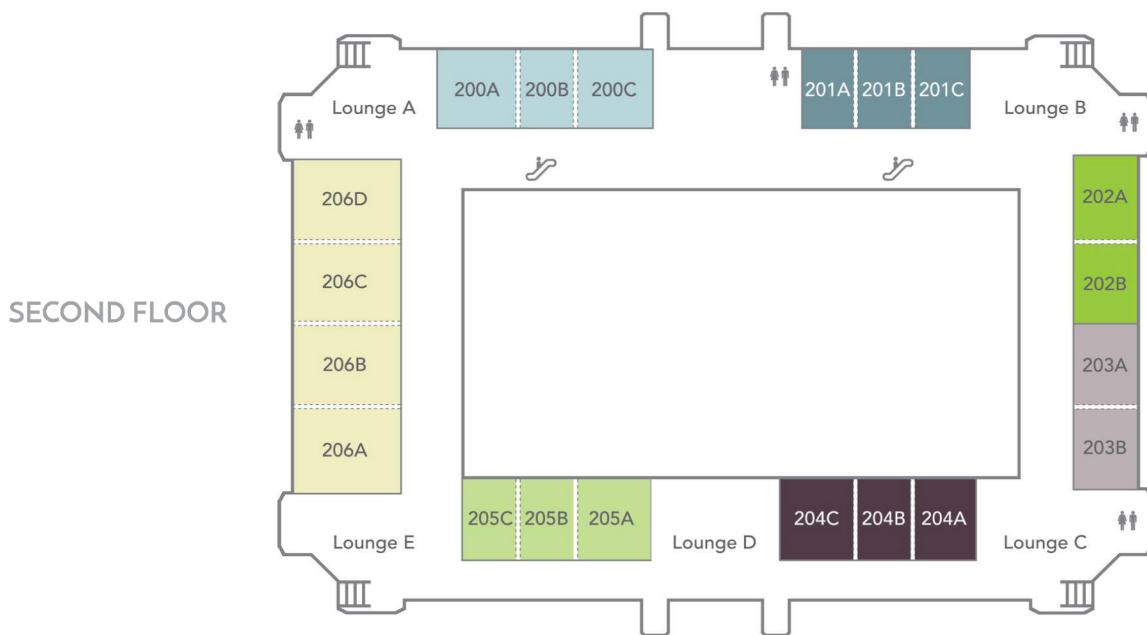 200A 200B 200C
201A 201B 201C
Lounge A
Lounge B
206D
202A
206C
202B
SECOND FLOOR
206B
203A
206A
203B
205C 205B 205A
204C 204B 204A
Lounge E
Lounge D
Lounge C